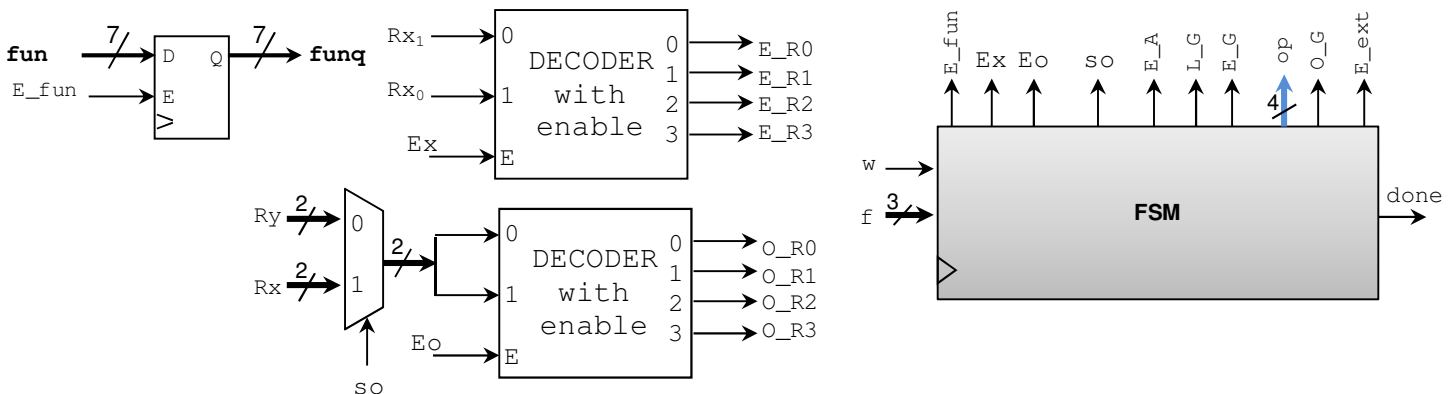 fun
7
D
Q
7
funq
E_fun
E
Rx1
0
Rx0
1
Ex
E
DECODER
with
enable
0
E_R0
1
E_R1
2
E_R2
3
E_R3
Ry
2
0
Rx
2
1
so
2
0
1
Eo
E
DECODER
with
enable
0
O_R0
1
O_R1
2
O_R2
3
O_R3
E_fun
Ex
Eo
so
E_A
L_G
E_G
op
4
O_G
E_ext
w
3
f
FSM
done